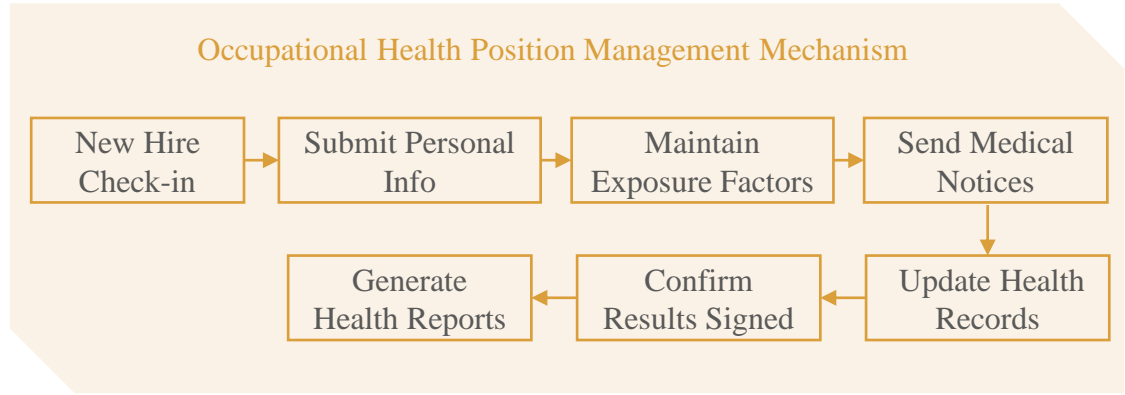 Occupational Health Position Management Mechanism
New Hire
Check-in
Submit Personal
Info
Maintain
Exposure Factors
Send Medical
Notices
Update Health
Records
Confirm
Results Signed
Generate
Health Reports